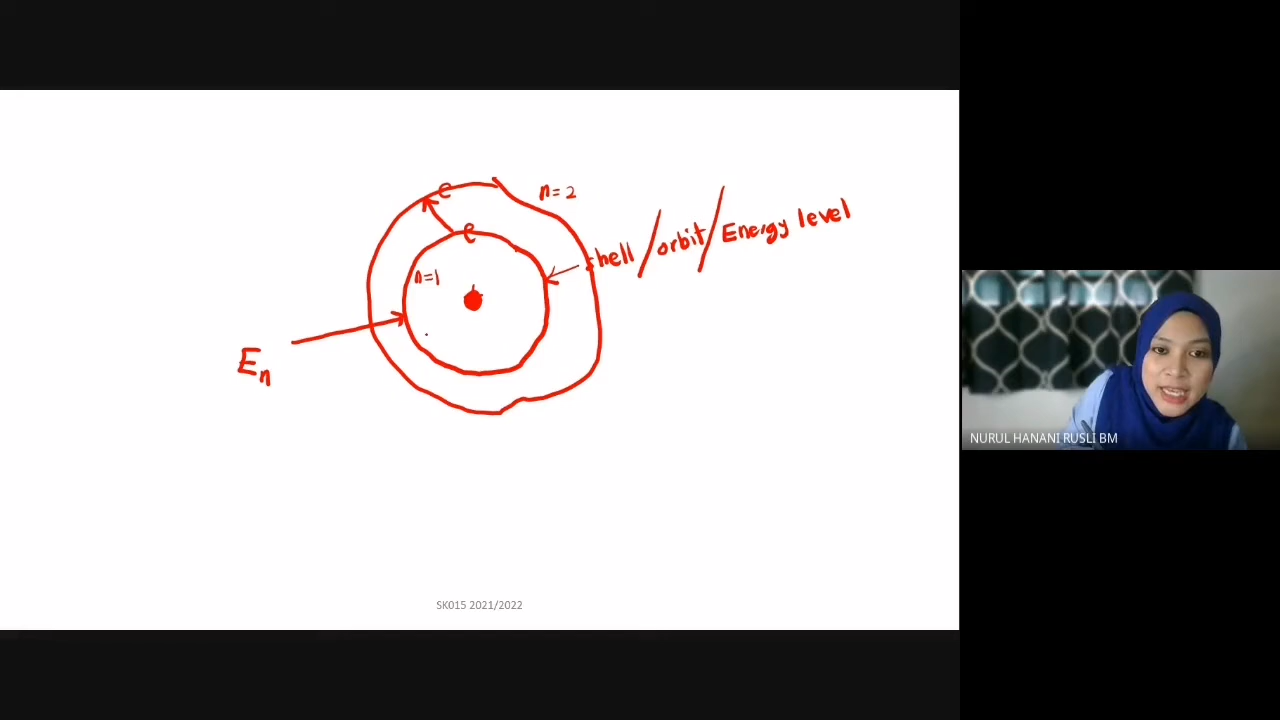 e
n=2
e
shell/orbit/Energy level
n=1
En
NURUL HANANI RUSLI BM
SK015 2021/2022